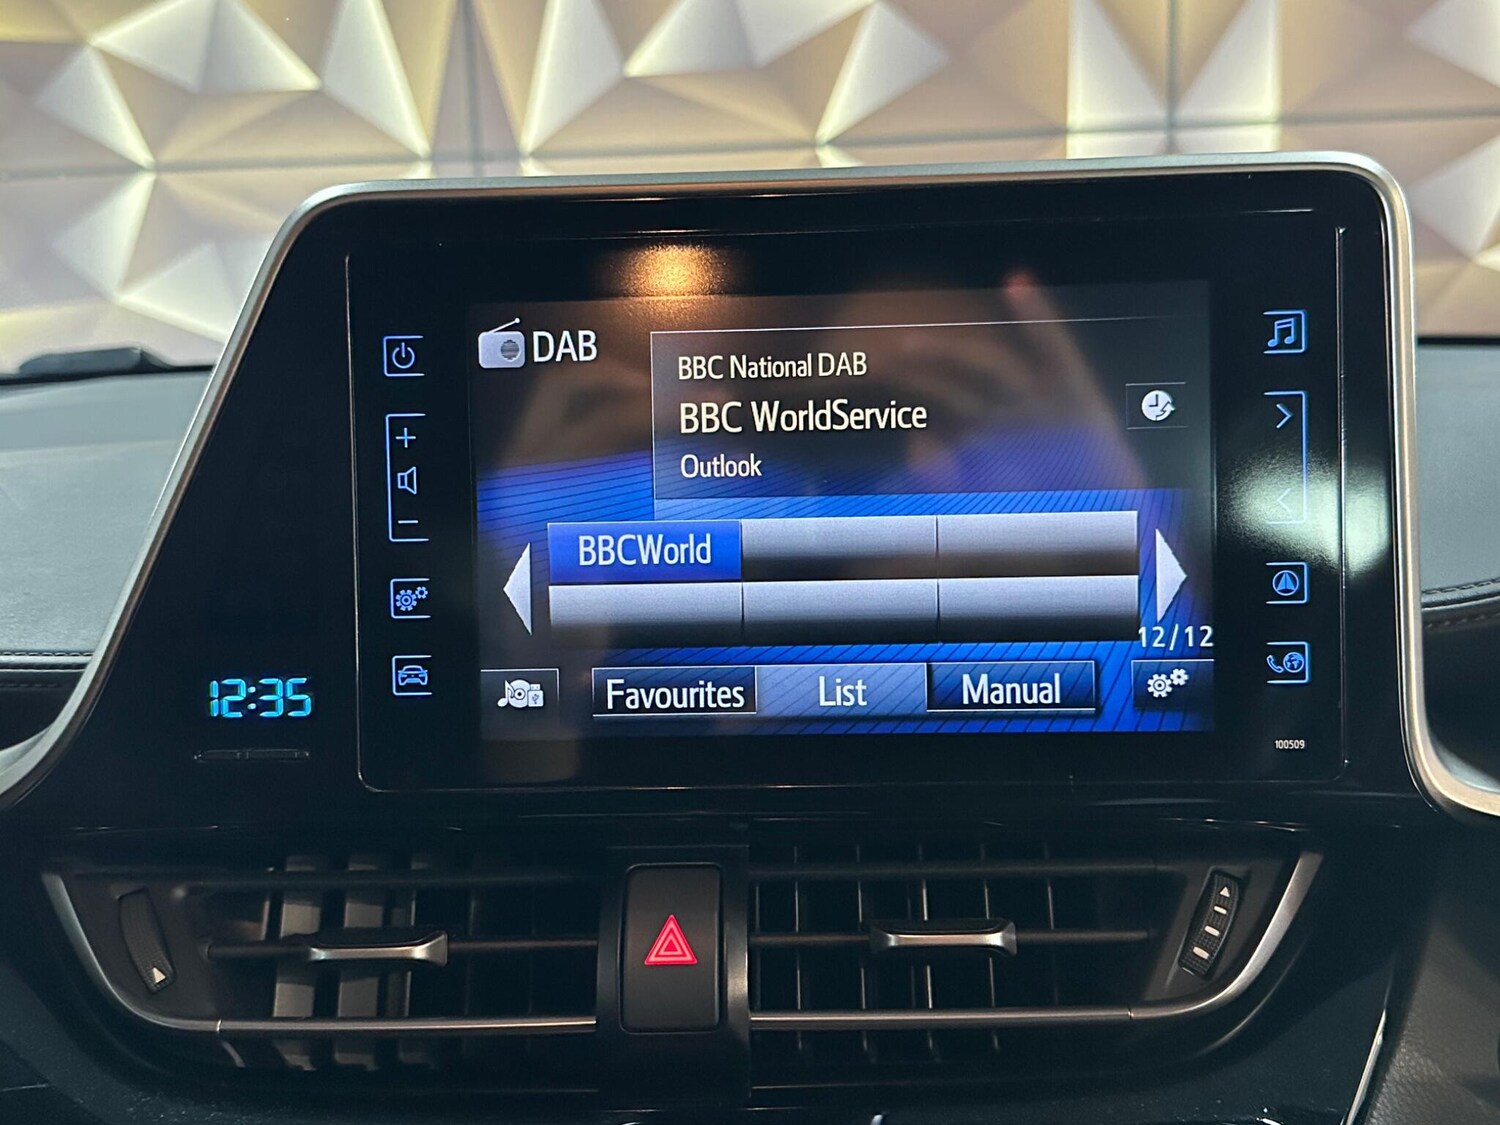 DAB
BBC National DAB
BBC WorldService
Outlook
BBCWorld
12/12
Favourites
List
Manual
12:35
100509